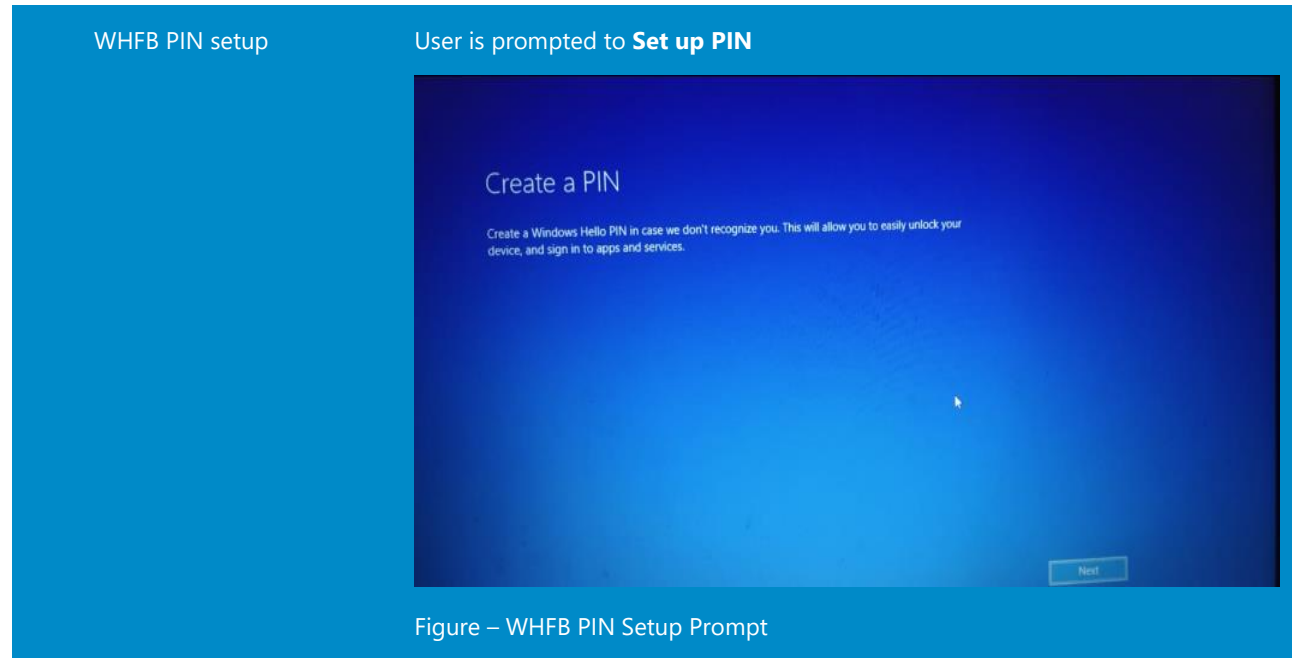 WHFB PIN setup
User is prompted to Set up PIN
Create a PIN
Create a Windows Hello PIN in case we don't recognize you. This will allow you to easily unlock your
device, and sign in to apps and services.
Next
Figure – WHFB PIN Setup Prompt